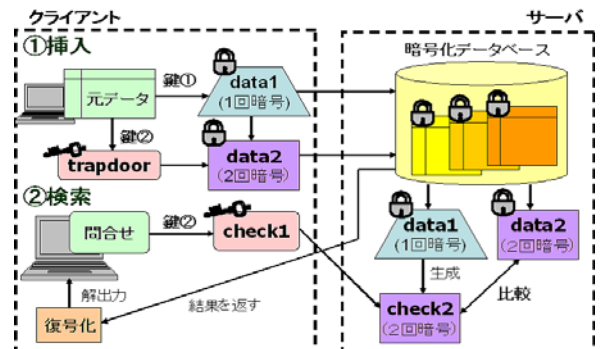 クライアント
サーバ
①挿入
元データ
鍵①
data1
(1回暗号)
鍵②
trapdoor
data2
(2回暗号)
暗号化データベース
②検索
問合せ
鍵②
check1
data1
(1回暗号)
data2
(2回暗号)
生成
比較
check2
(2回暗号)
解出力
結果を返す
復号化